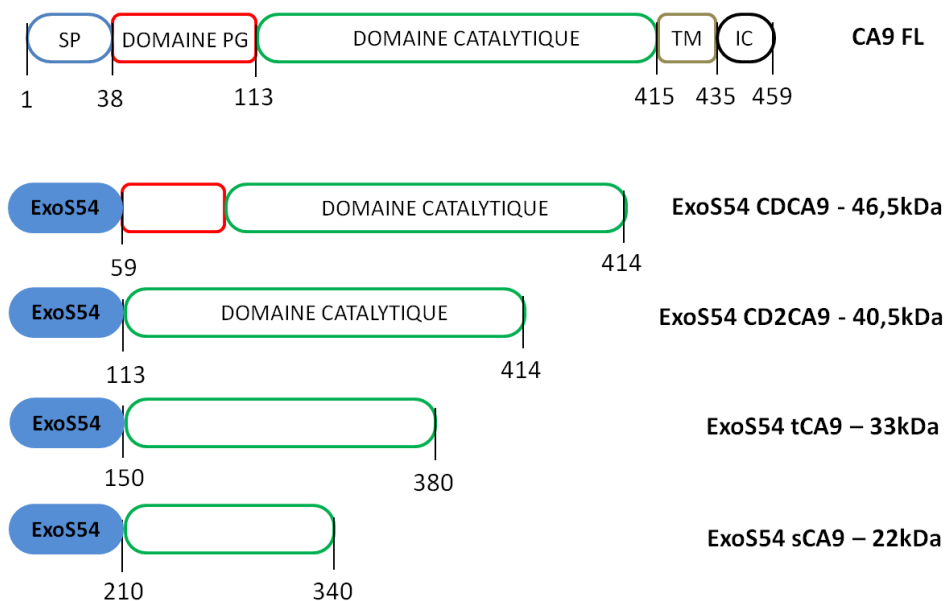 SP DOMAINE PG DOMAINE CATALYTIQUE TM IC CA9 FL
1 38 113 415 435 459
ExoS54 DOMAINE CATALYTIQUE ExoS54 CDCA9 - 46,5kDa
59 414
ExoS54 DOMAINE CATALYTIQUE ExoS54 CD2CA9 - 40,5kDa
113 414
ExoS54 ExoS54 tCA9 – 33kDa
150 380
ExoS54 ExoS54 sCA9 – 22kDa
210 340